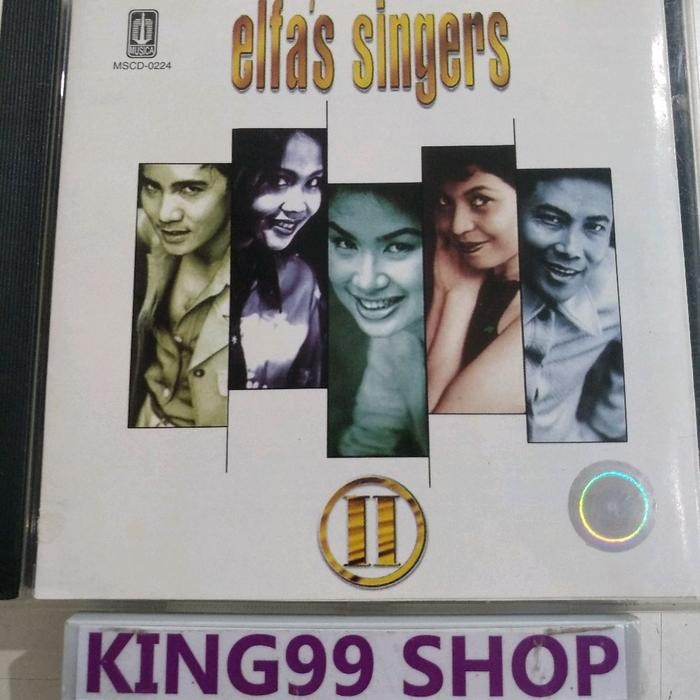 elfa's singers
MUSICA
MSCD-0224
II
KING99 SHOP